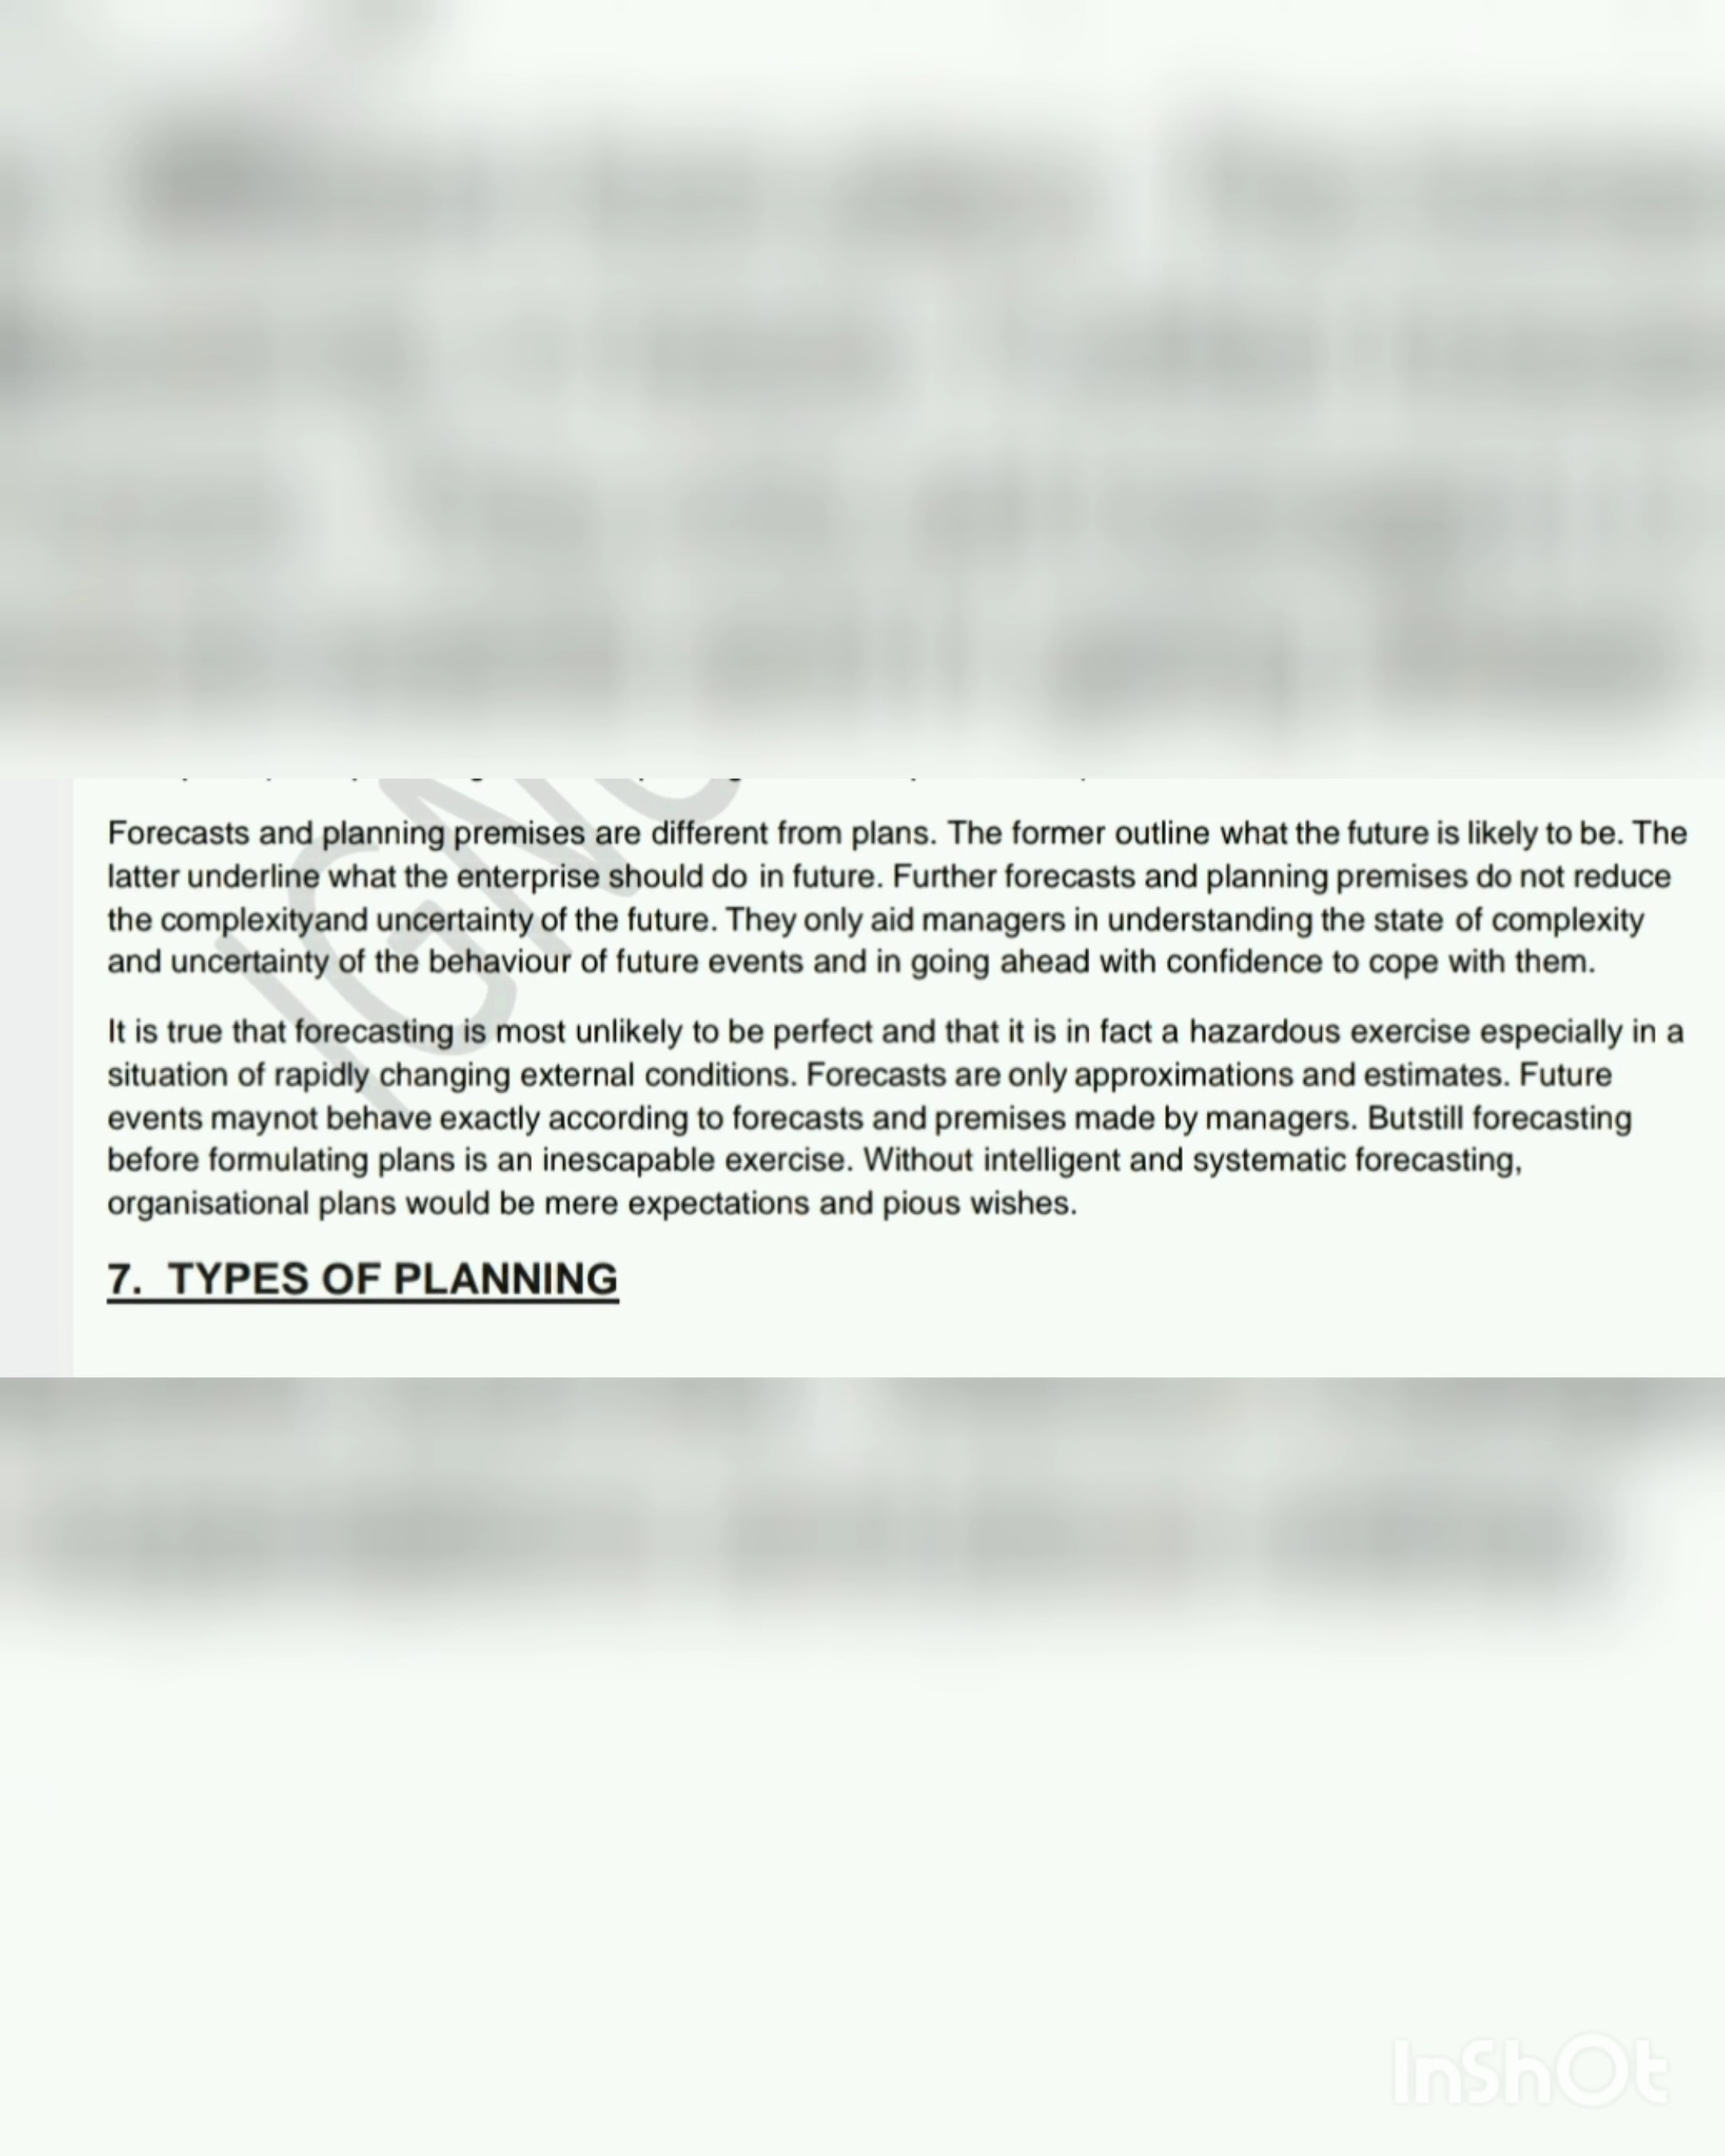 Forecasts and planning premises are different from plans. The former outline what the future is likely to be. The
latter underline what the enterprise should do in future. Further forecasts and planning premises do not reduce
the complexityand uncertainty of the future. They only aid managers in understanding the state of complexity
and uncertainty of the behaviour of future events and in going ahead with confidence to cope with them.
It is true that forecasting is most unlikely to be perfect and that it is in fact a hazardous exercise especially in a
situation of rapidly changing external conditions. Forecasts are only approximations and estimates. Future
events maynot behave exactly according to forecasts and premises made by managers. Butstill forecasting
before formulating plans is an inescapable exercise. Without intelligent and systematic forecasting,
organisational plans would be mere expectations and pious wishes.
7. TYPES OF PLANNING
InShOt